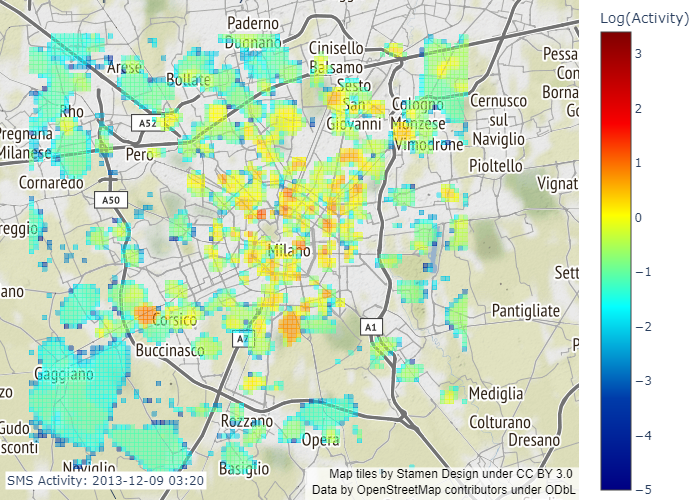 Paderno
Dugnano
Cinisello
Balsamo
Arese
Bollate
Sesto
San
Giovanni
Cologno
Monzese
Vimodrone
Cernusco
sul
Naviglio
Pessa
Con
Borna
Go
Rho
A52
Pregnana
Milanese
Pero
Pioltello
Cornaredo
Vignat
A50
reggio
Milano
Sett
ano
Pantigliate
Corsico
A7
A1
Buccinasco
P
Gaggiano
zo
Mediglia
Rozzano
Colturano
Gudo
sconti
Opera
Dresano
Noviglio
Basiglio
SMS Activity: 2013-12-09 03:20
Map tiles by Stamen Design under CC BY 3.0
Data by OpenStreetMap contributors under ODbL
Log(Activity)
3
2
1
0
−1
−2
−3
−4
−5